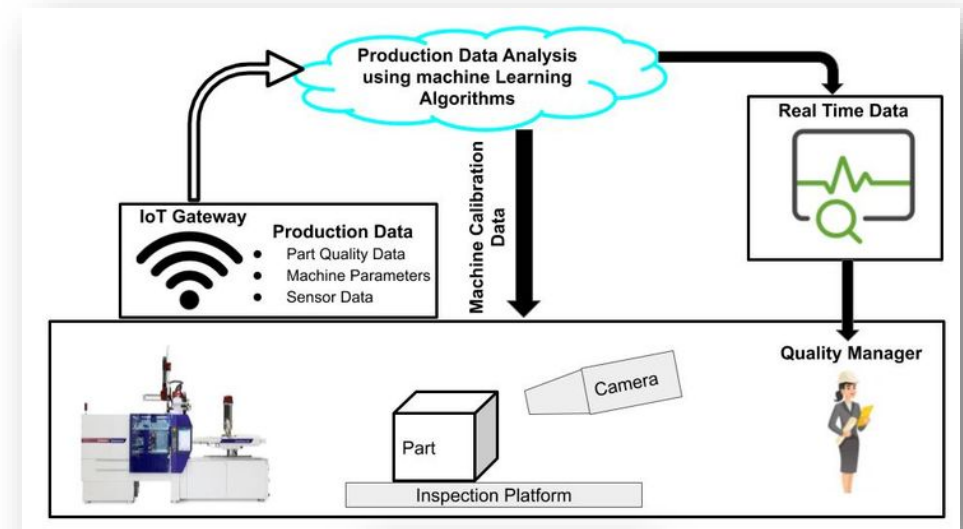 Production Data Analysis
using machine Learning
Algorithms
Real Time Data
IoT Gateway
Production Data
• Part Quality Data
• Machine Parameters
• Sensor Data
Machine Calibration
Data
Quality Manager
Camera
Part
Inspection Platform